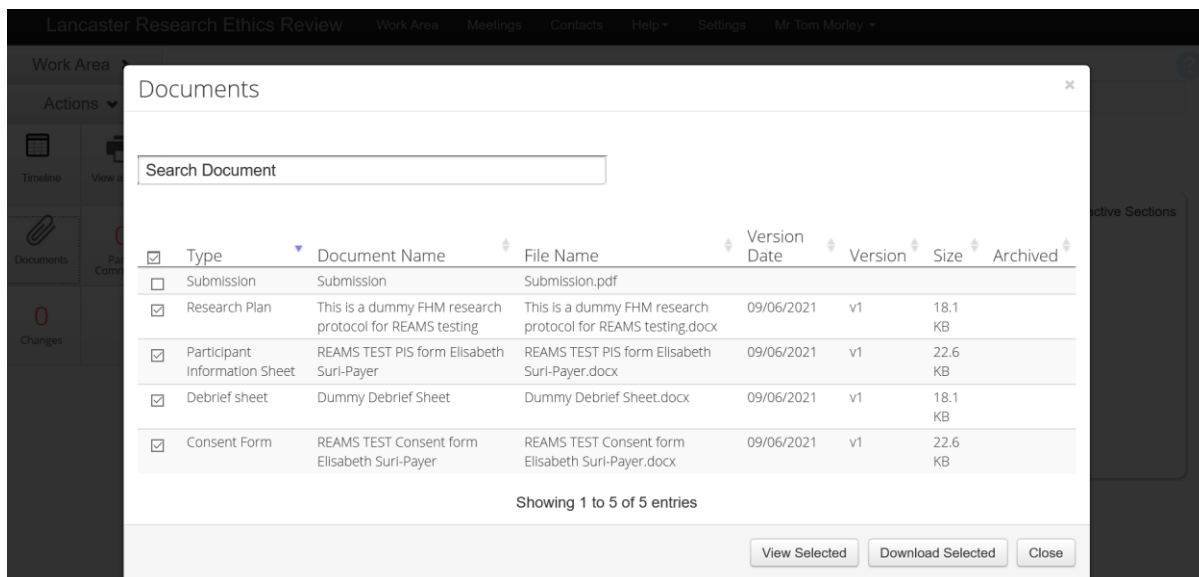 Lancaster Research Ethics Review Work Area Meetings Contacts Help Settings Mr Tom Morley
Work Area
Actions
Timeline
View
Documents
0
0
Changes
ctive Sections
Documents
Search Document
Type Document Name File Name Version Date Version Size Archived
Submission Submission Submission.pdf
Research Plan This is a dummy FHM research This is a dummy FHM research 09/06/2021 v1 18.1
protocol for REAMS testing protocol for REAMS testing.docx KB
Participant REAMS TEST PIS form Elisabeth REAMS TEST PIS form Elisabeth 09/06/2021 v1 22.6
Information Sheet Suri-Payer Suri-Payer.docx KB
Debrief sheet Dummy Debrief Sheet Dummy Debrief Sheet.docx 09/06/2021 v1 18.1
KB
Consent Form REAMS TEST Consent form REAMS TEST Consent form 09/06/2021 v1 22.6
Elisabeth Suri-Payer Elisabeth Suri-Payer.docx KB
Showing 1 to 5 of 5 entries
View Selected Download Selected Close